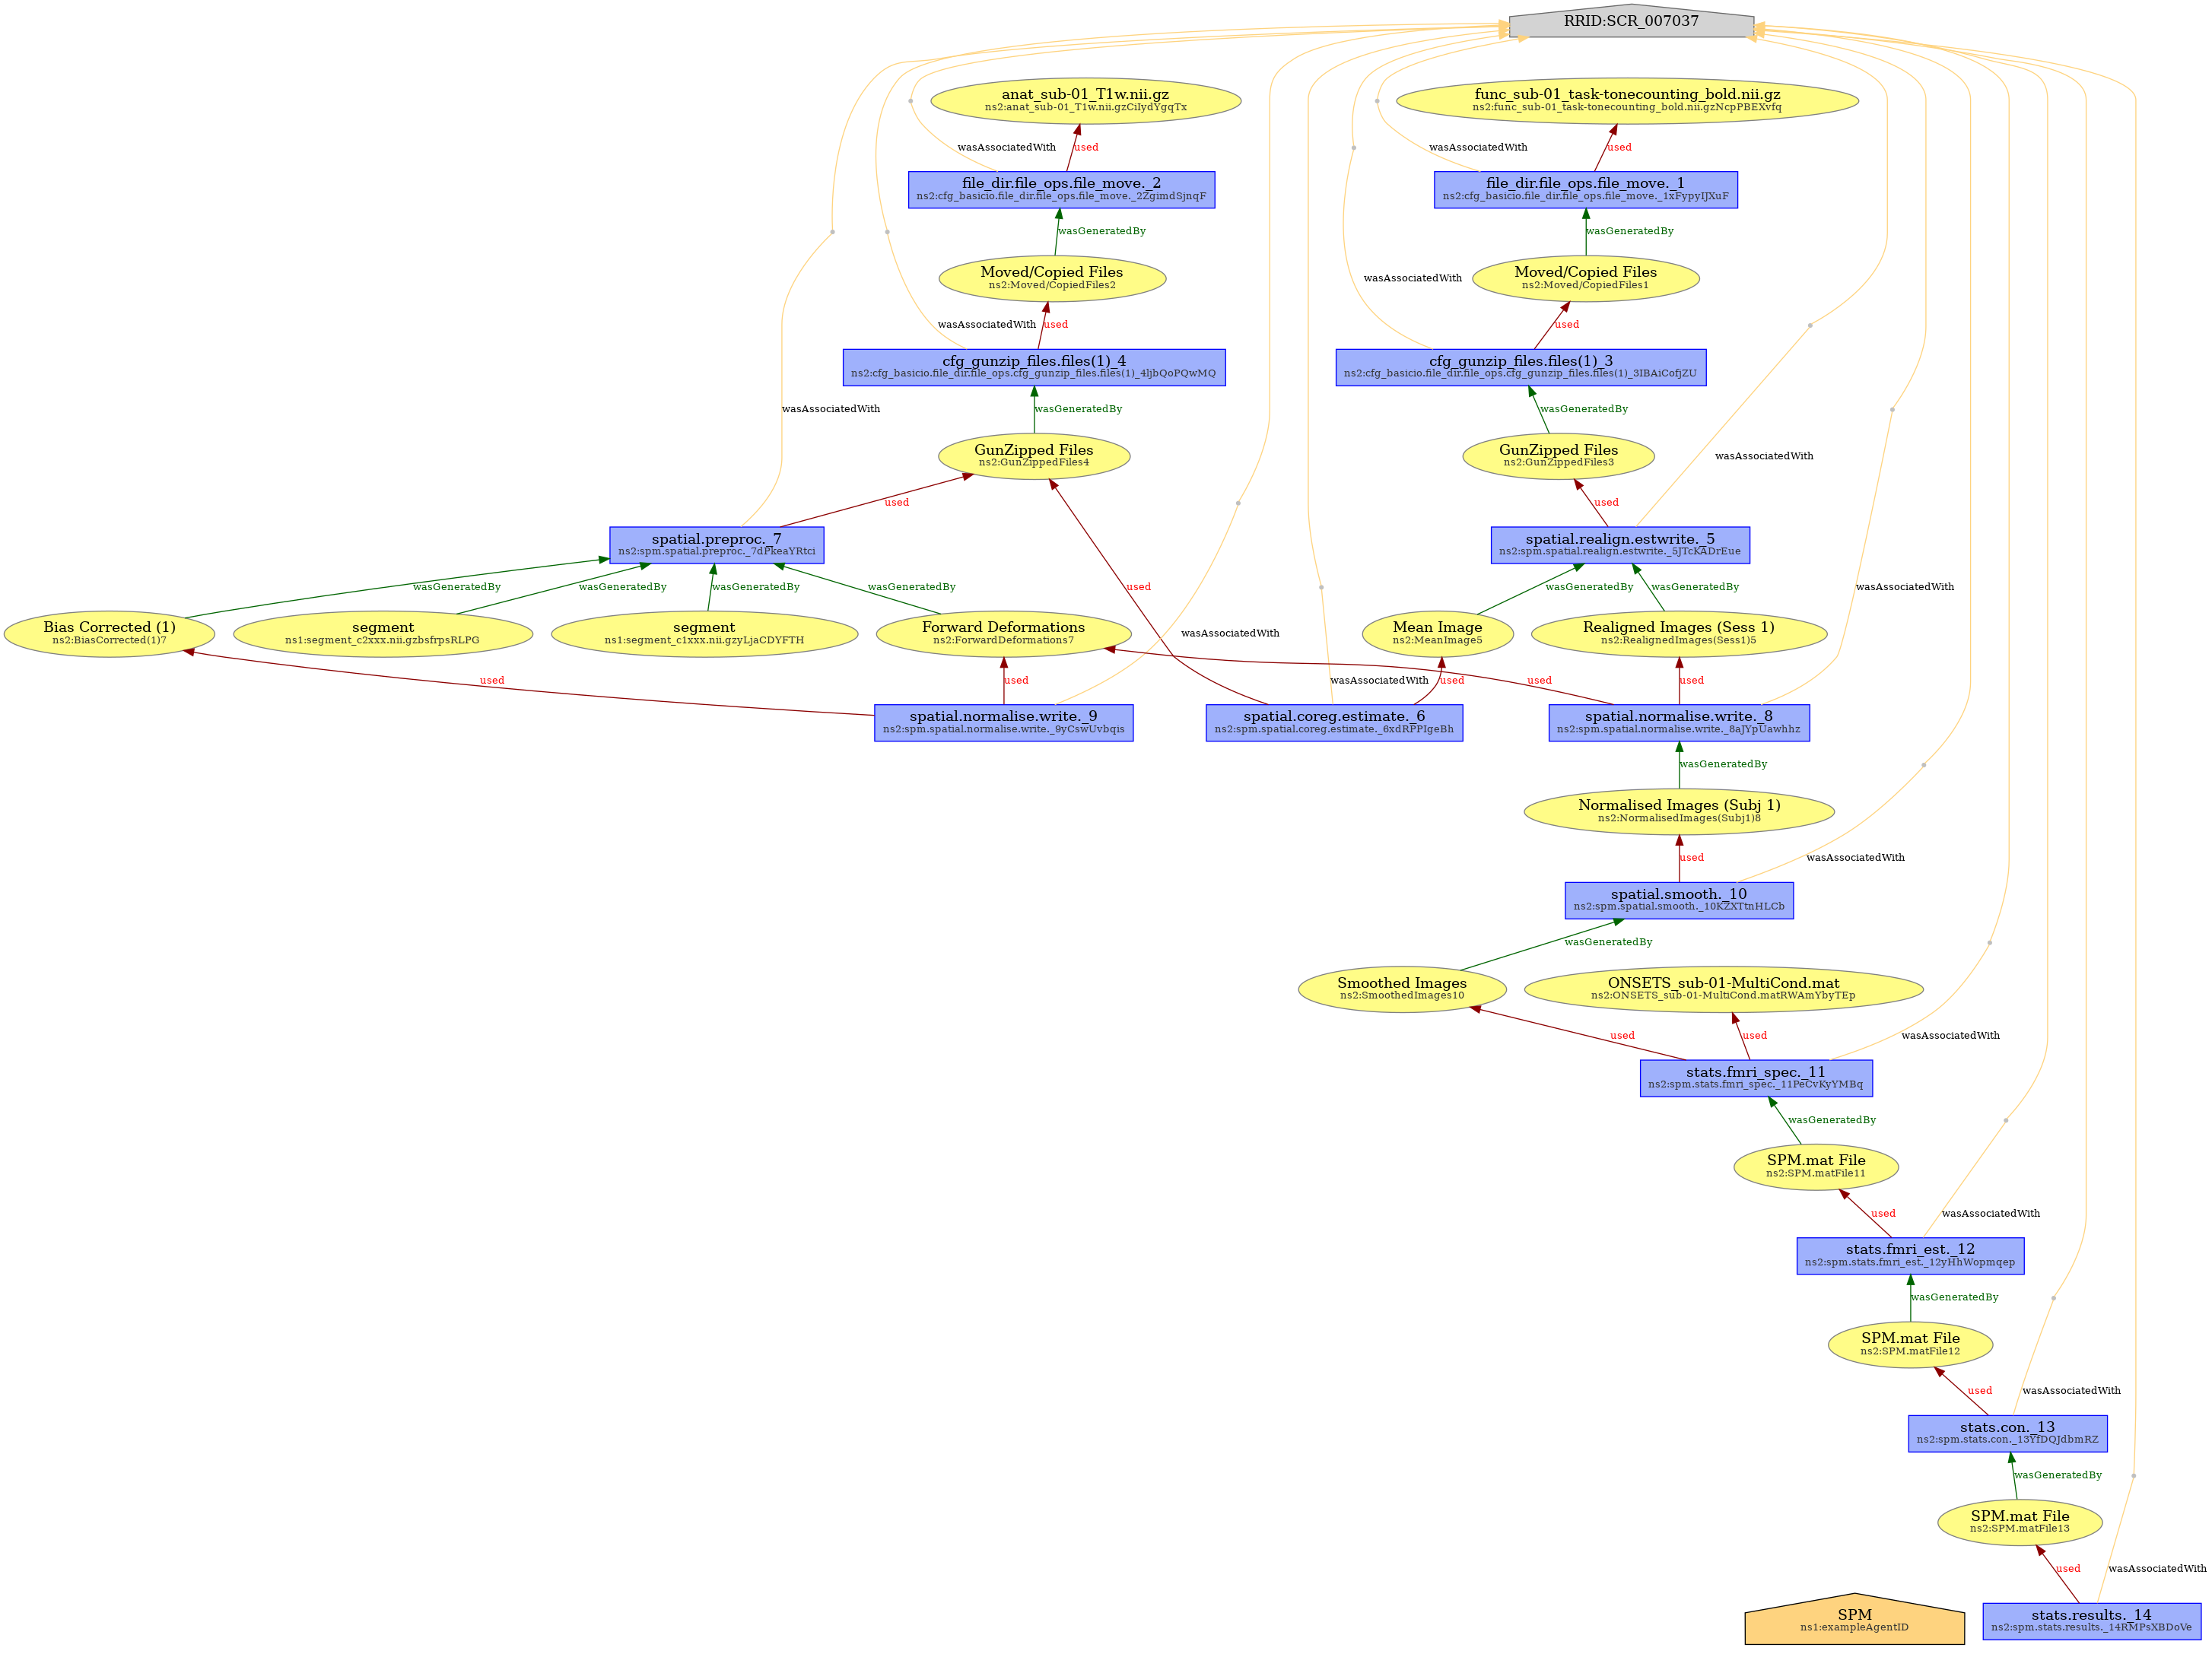 RRID:SCR_007037
anat_sub-01_T1w.nii.gz
ns2:anat_sub-01_T1w.nii.gzCiIydYgqTx
func_sub-01_task-tonecounting_bold.nii.gz
ns2:func_sub-01_task-tonecounting_bold.nii.gzNcpPBEXvfq
wasAssociatedWith
used
wasAssociatedWith
used
file_dir.file_ops.file_move._2
ns2:cfg_basicio.file_dir.file_ops.file_move._2ZgimdSjnqF
file_dir.file_ops.file_move._1
ns2:cfg_basicio.file_dir.file_ops.file_move._1xFypyIJXuF
wasGeneratedBy
wasGeneratedBy
Moved/Copied Files
ns2:Moved/CopiedFiles2
wasAssociatedWith
Moved/Copied Files
ns2:Moved/CopiedFiles1
wasAssociatedWith
used
used
cfg_gunzip_files.files(1)_4
ns2:cfg_basicio.file_dir.file_ops.cfg_gunzip_files.files(1)_4ljbQoPQwMQ
cfg_gunzip_files.files(1)_3
ns2:cfg_basicio.file_dir.file_ops.cfg_gunzip_files.files(1)_3IBAiCofjZU
wasAssociatedWith
wasGeneratedBy
wasGeneratedBy
GunZipped Files
ns2:GunZippedFiles4
GunZipped Files
ns2:GunZippedFiles3
wasAssociatedWith
used
used
spatial.preproc._7
ns2:spm.spatial.preproc._7dPkeaYRtci
spatial.realign.estwrite._5
ns2:spm.spatial.realign.estwrite._5JTcKADrEue
wasGeneratedBy
wasGeneratedBy
wasGeneratedBy
wasGeneratedBy
used
wasGeneratedBy
wasGeneratedBy
wasAssociatedWith
Bias Corrected (1)
ns2:BiasCorrected(1)7
segment
ns1:segment_c2xxx.nii.gzbsfrpsRLPG
segment
ns1:segment_c1xxx.nii.gzyLjaCDYFTH
Forward Deformations
ns2:ForwardDeformations7
wasAssociatedWith
Mean Image
ns2:MeanImage5
Realigned Images (Sess 1)
ns2:RealignedImages(Sess1)5
used
used
wasAssociatedWith
used
used
used
spatial.normalise.write._9
ns2:spm.spatial.normalise.write._9yCswUvbqis
spatial.coreg.estimate._6
ns2:spm.spatial.coreg.estimate._6xdRPPIgeBh
spatial.normalise.write._8
ns2:spm.spatial.normalise.write._8aJYpUawhhz
wasGeneratedBy
Normalised Images (Subj 1)
ns2:NormalisedImages(Subj1)8
used
wasAssociatedWith
spatial.smooth._10
ns2:spm.spatial.smooth._10KZXTtnHLCb
wasGeneratedBy
Smoothed Images
ns2:SmoothedImages10
ONSETS_sub-01-MultiCond.mat
ns2:ONSETS_sub-01-MultiCond.matRWAmYbyTEp
used
used
wasAssociatedWith
stats.fmri_spec._11
ns2:spm.stats.fmri_spec._11PeCvKyYMBq
wasGeneratedBy
SPM.mat File
ns2:SPM.matFile11
used
wasAssociatedWith
stats.fmri_est._12
ns2:spm.stats.fmri_est._12yHhWopmqep
wasGeneratedBy
SPM.mat File
ns2:SPM.matFile12
used
wasAssociatedWith
stats.con._13
ns2:spm.stats.con._13YfDQJdbmRZ
wasGeneratedBy
SPM.mat File
ns2:SPM.matFile13
used
wasAssociatedWith
SPM
ns1:exampleAgentID
stats.results._14
ns2:spm.stats.results._14RMPsXBDoVe